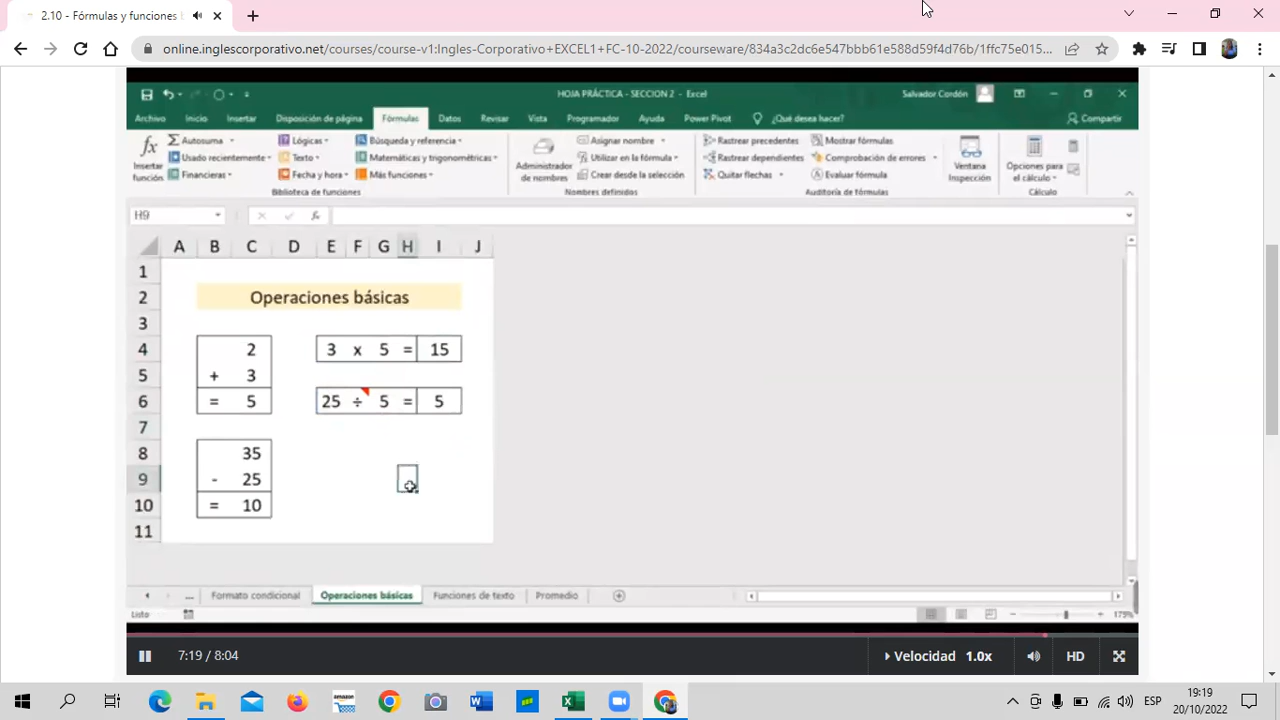 2.10 - Fórmulas y funciones b
online.inglescorporativo.net/courses/course-v1:Ingles-Corporativo+EXCEL1+FC-10-2022/courseware/834a3c2c6e547bbb61e588d59f4d76b/1ffc75e015...
HOJA PRÁCTICA - SECCION 2 - Excel
Salvador Cordón
Archivo Inicio Insertar Disposición de página Fórmulas Datos Revisar Vista Programador Ayuda Power Pivot ¿Qué desea hacer? Compartir
fx Insertar función
Σ Autosuma
Usado recientemente
Financieras
Lógicas
Texto
Fecha y hora
Búsqueda y referencia
Matemáticas y trigonométricas
Más funciones
Biblioteca de funciones
Administrador de nombres
Asignar nombre
Utilizar en la fórmula
Crear desde la selección
Nombres definidos
Rastrear precedentes
Rastrear dependientes
Quitar flechas
Mostrar fórmulas
Comprobación de errores
Evaluar fórmula
Auditoría de fórmulas
Ventana Inspección
Opciones para el cálculo
Cálculo
H9 fx
A B C D E F G H I J
1
2 Operaciones básicas
3
4 2 3 x 5 = 15
5 + 3
6 = 5 25 ÷ 5 = 5
7
8 35
9 - 25
10 = 10
11
... Formato condicional Operaciones básicas Funciones de texto Promedio
Listo 175%
7:19 / 8:04 Velocidad 1.0x HD
ESP
19:19
20/10/2022